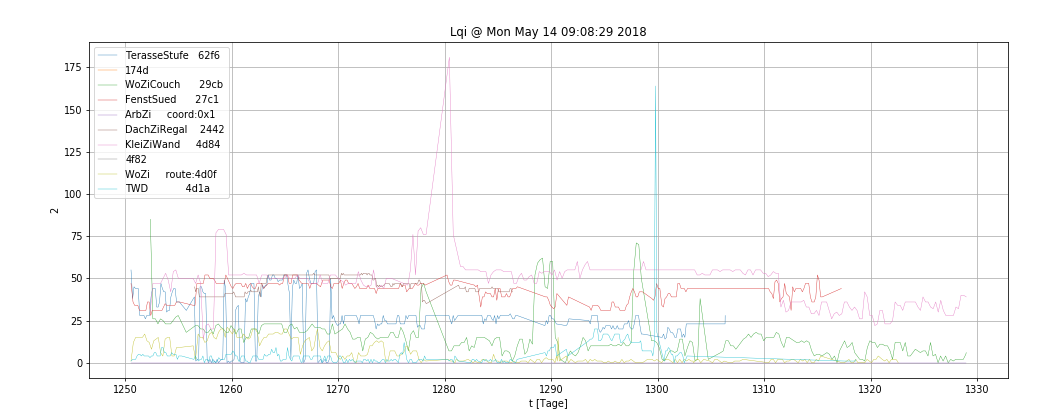 Lqi @ Mon May 14 09:08:29 2018
TerasseStufe 62f6
174d
WoZiCouch 29cb
FenstSued 27c1
ArbZi coord:0x1
DachZiRegal 2442
KleiZiWand 4d84
4f82
WoZi route:4d0f
TWD 4d1a
175
150
125
100
75
50
25
0
2
1250 1260 1270 1280 1290 1300 1310 1320 1330
t [Tage]